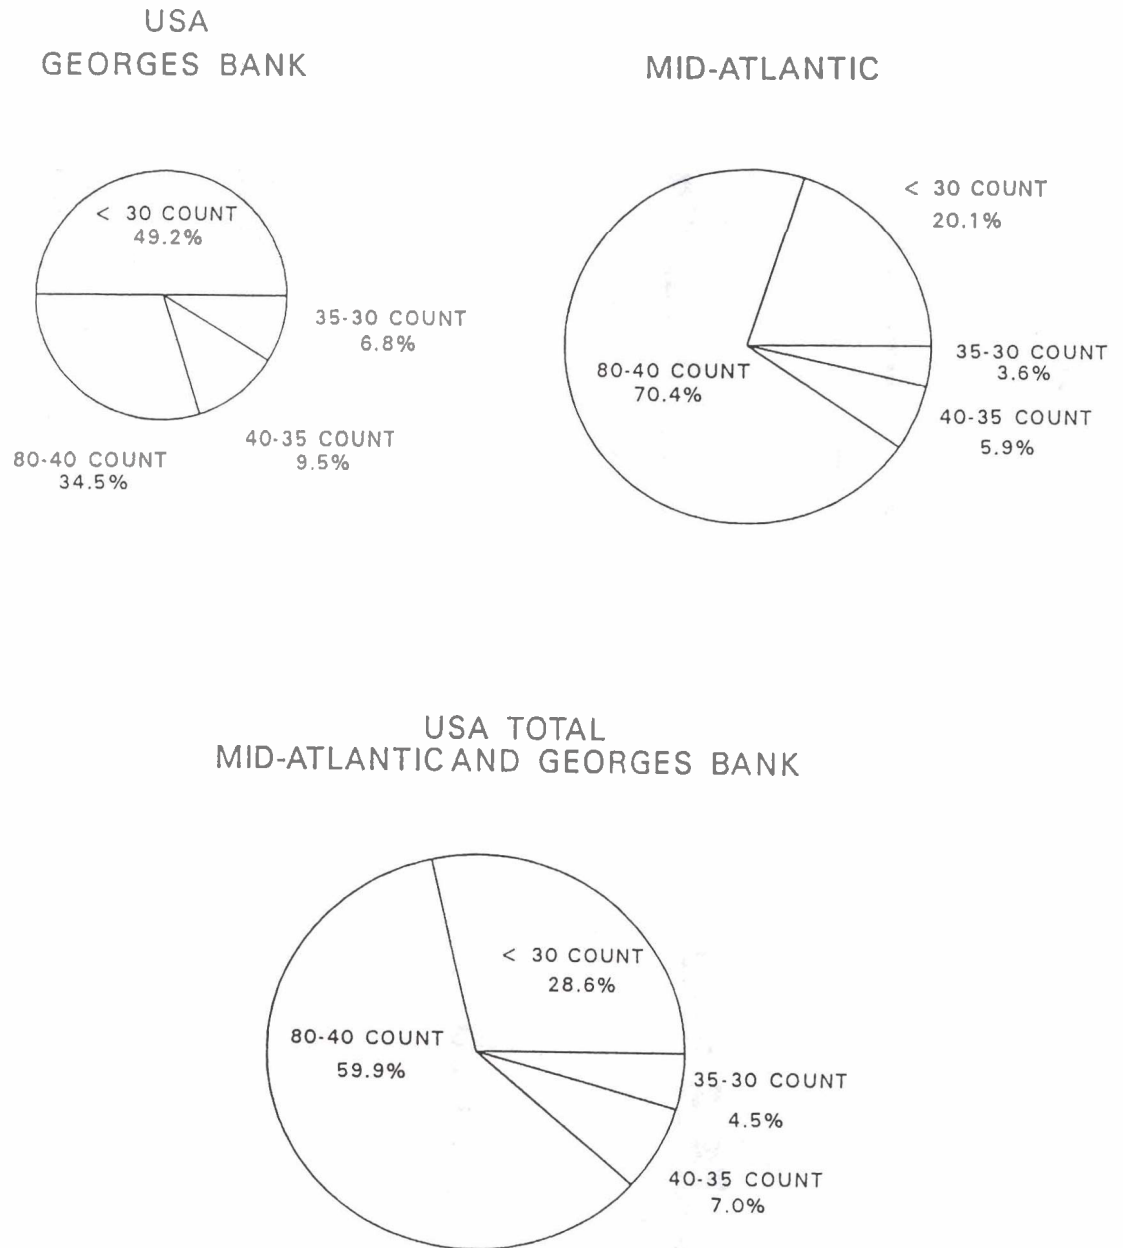 USA
GEORGES BANK
< 30 COUNT
49.2%
35-30 COUNT
6.8%
40-35 COUNT
9.5%
80-40 COUNT
34.5%
MID-ATLANTIC
< 30 COUNT
20.1%
35-30 COUNT
3.6%
40-35 COUNT
5.9%
80-40 COUNT
70.4%
USA TOTAL
MID-ATLANTIC AND GEORGES BANK
< 30 COUNT
28.6%
80-40 COUNT
59.9%
35-30 COUNT
4.5%
40-35 COUNT
7.0%